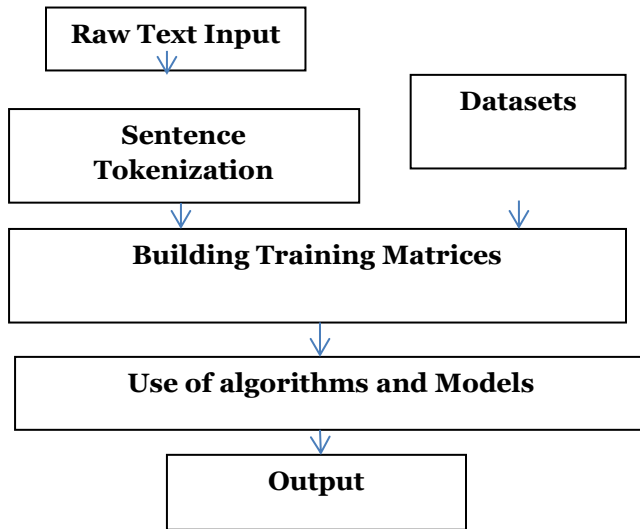 Raw Text Input
Datasets
Sentence
Tokenization
Building Training Matrices
Use of algorithms and Models
Output